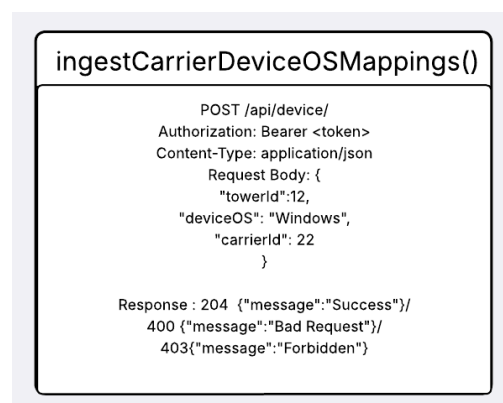 ingestCarrierDeviceOSMappings()
POST /api/device/
Authorization: Bearer <token>
Content-Type: application/json
Request Body: {
"towerId":12,
"deviceOS": "Windows",
"carrierId": 22
}
Response : 204  {"message":"Success"}/
400 {"message":"Bad Request"}/
403{"message":"Forbidden"}